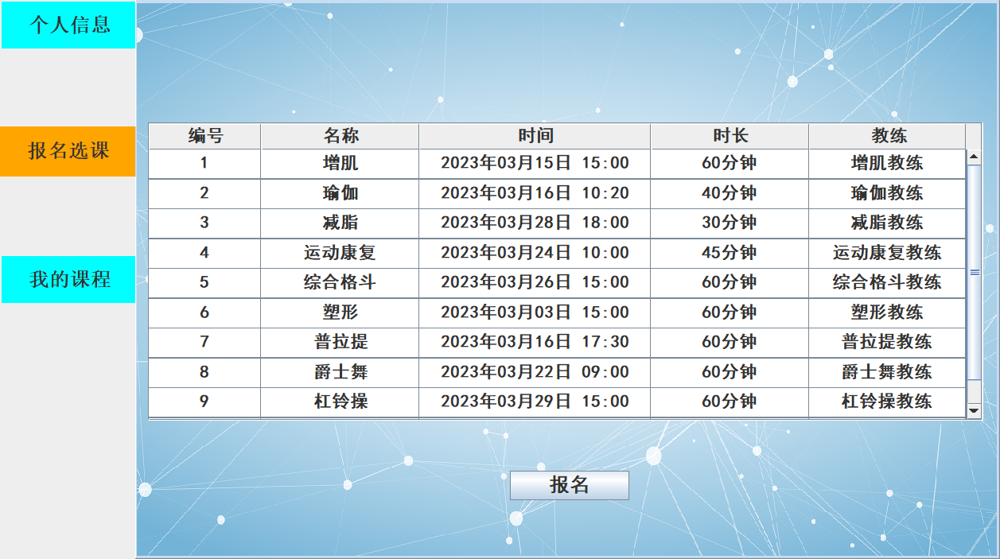 个人信息
报名选课
我的课程
编号 名称 时间 时长 教练
1 增肌 2023年03月15日 15:00 60分钟 增肌教练
2 瑜伽 2023年03月16日 10:20 40分钟 瑜伽教练
3 减脂 2023年03月28日 18:00 30分钟 减脂教练
4 运动康复 2023年03月24日 10:00 45分钟 运动康复教练
5 综合格斗 2023年03月26日 15:00 60分钟 综合格斗教练
6 塑形 2023年03月03日 15:00 60分钟 塑形教练
7 普拉提 2023年03月16日 17:30 60分钟 普拉提教练
8 爵士舞 2023年03月22日 09:00 60分钟 爵士舞教练
9 杠铃操 2023年03月29日 15:00 60分钟 杠铃操教练
报名